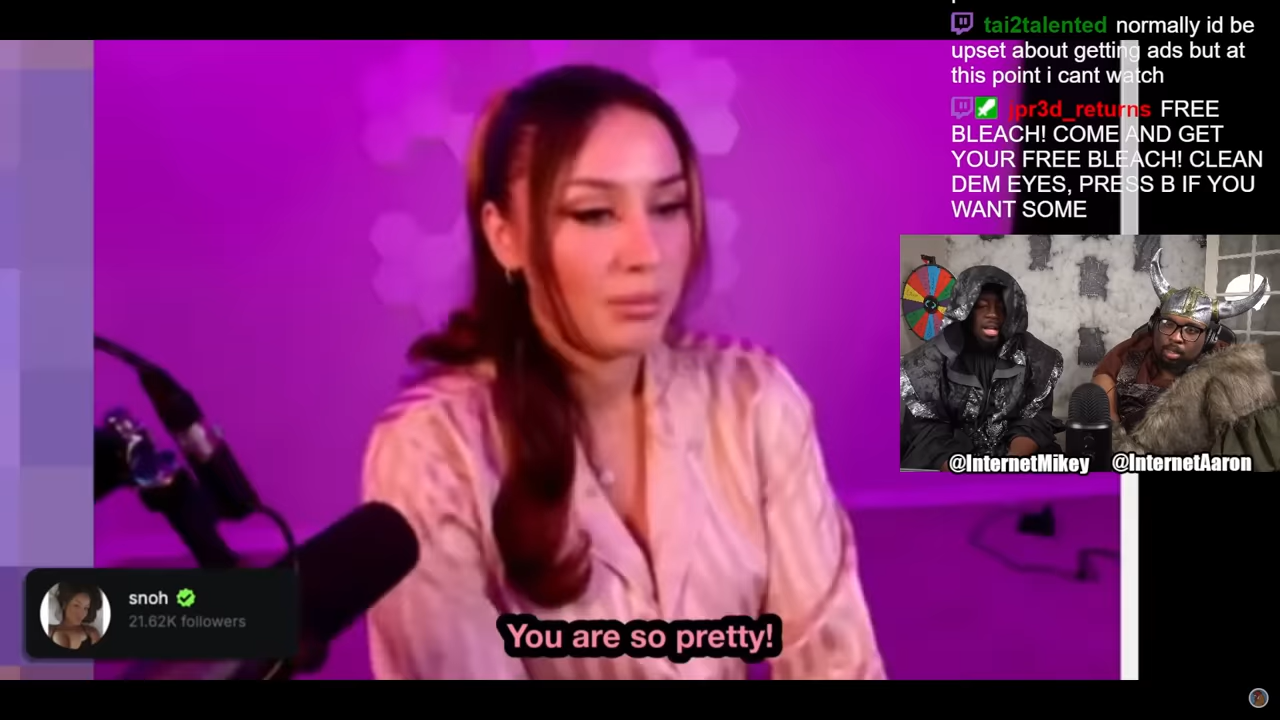 tai2talented normally id be
upset about getting ads but at
this point i cant watch
jpr3d_returns FREE
BLEACH! COME AND GET
YOUR FREE BLEACH! CLEAN
DEM EYES, PRESS B IF YOU
WANT SOME
@InternetMikey @InternetAaron
snoh
21.62K followers
You are so pretty!